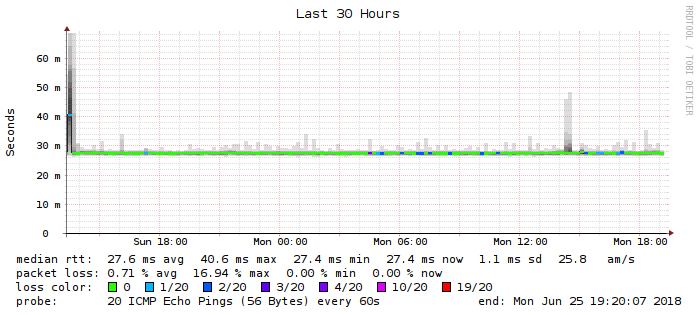 Last 30 Hours
RRDTOOL / TOBI OETIKER
Seconds
60 m
50 m
40 m
30 m
20 m
10 m
0
Sun 18:00 Mon 00:00 Mon 06:00 Mon 12:00 Mon 18:00
median rtt: 27.6 ms avg 40.6 ms max 27.4 ms min 27.4 ms now 1.1 ms sd 25.8 am/s
packet loss: 0.71 % avg 16.94 % max 0.00 % min 0.00 % now
loss color: 0 1/20 2/20 3/20 4/20 10/20 19/20
probe: 20 ICMP Echo Pings (56 Bytes) every 60s end: Mon Jun 25 19:20:07 2018